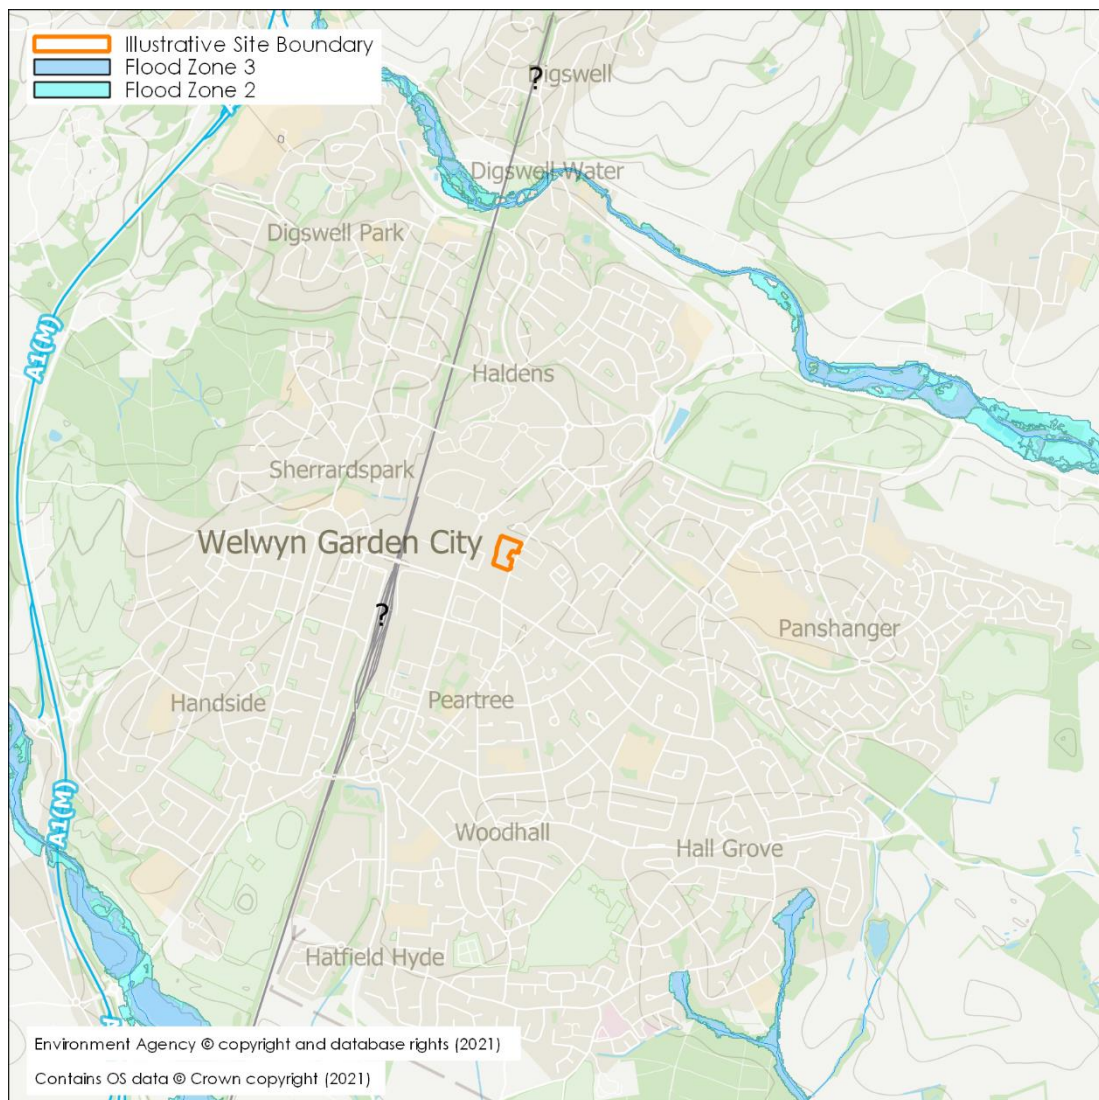 Illustrative Site Boundary
Flood Zone 3
Flood Zone 2
?
Digswell
Digswell Water
Digswell Park
A1(M)
Haldens
Sherrardspark
Welwyn Garden City
?
Panshanger
Handside
Peartree
A1(M)
Woodhall
Hall Grove
Hatfield Hyde
Environment Agency © copyright and database rights (2021)
Contains OS data © Crown copyright (2021)